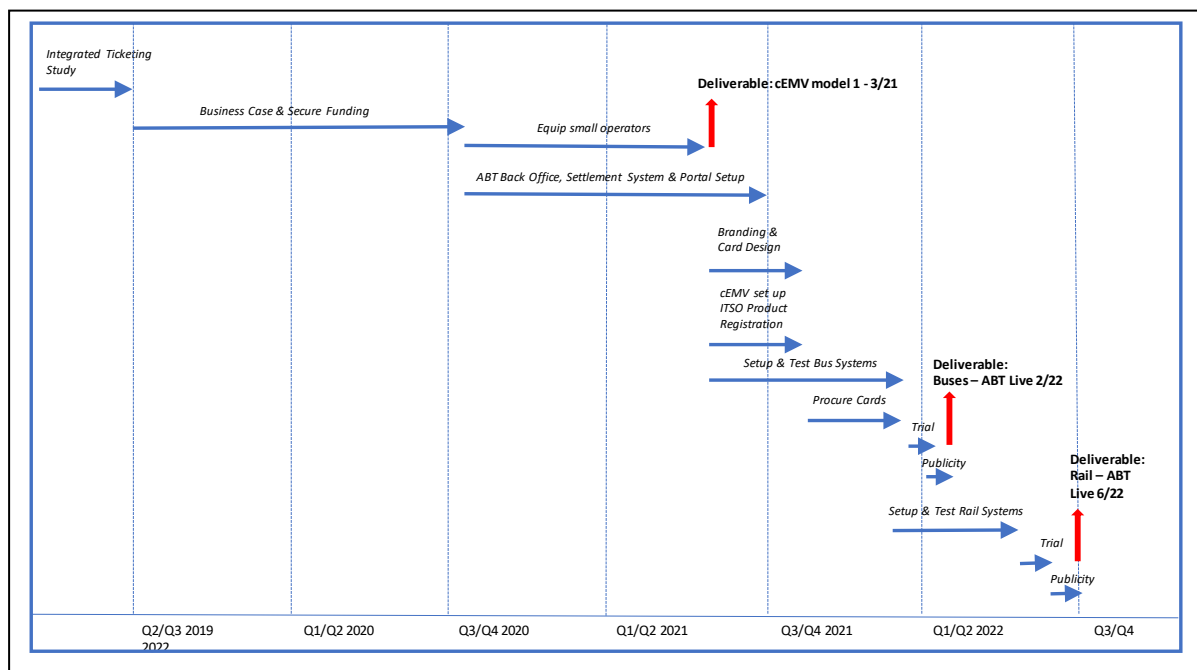 Integrated Ticketing
Study
Deliverable: cEMV model 1 - 3/21
Business Case & Secure Funding
Equip small operators
ABT Back Office, Settlement System & Portal Setup
Branding &
Card Design
cEMV set up
ITSO Product
Registration
Setup & Test Bus Systems
Deliverable:
Buses – ABT Live 2/22
Procure Cards
Trial
Publicity
Deliverable:
Rail – ABT
Live 6/22
Setup & Test Rail Systems
Trial
Publicity
Q2/Q3 2019 Q1/Q2 2020 Q3/Q4 2020 Q1/Q2 2021 Q3/Q4 2021 Q1/Q2 2022 Q3/Q4
2022